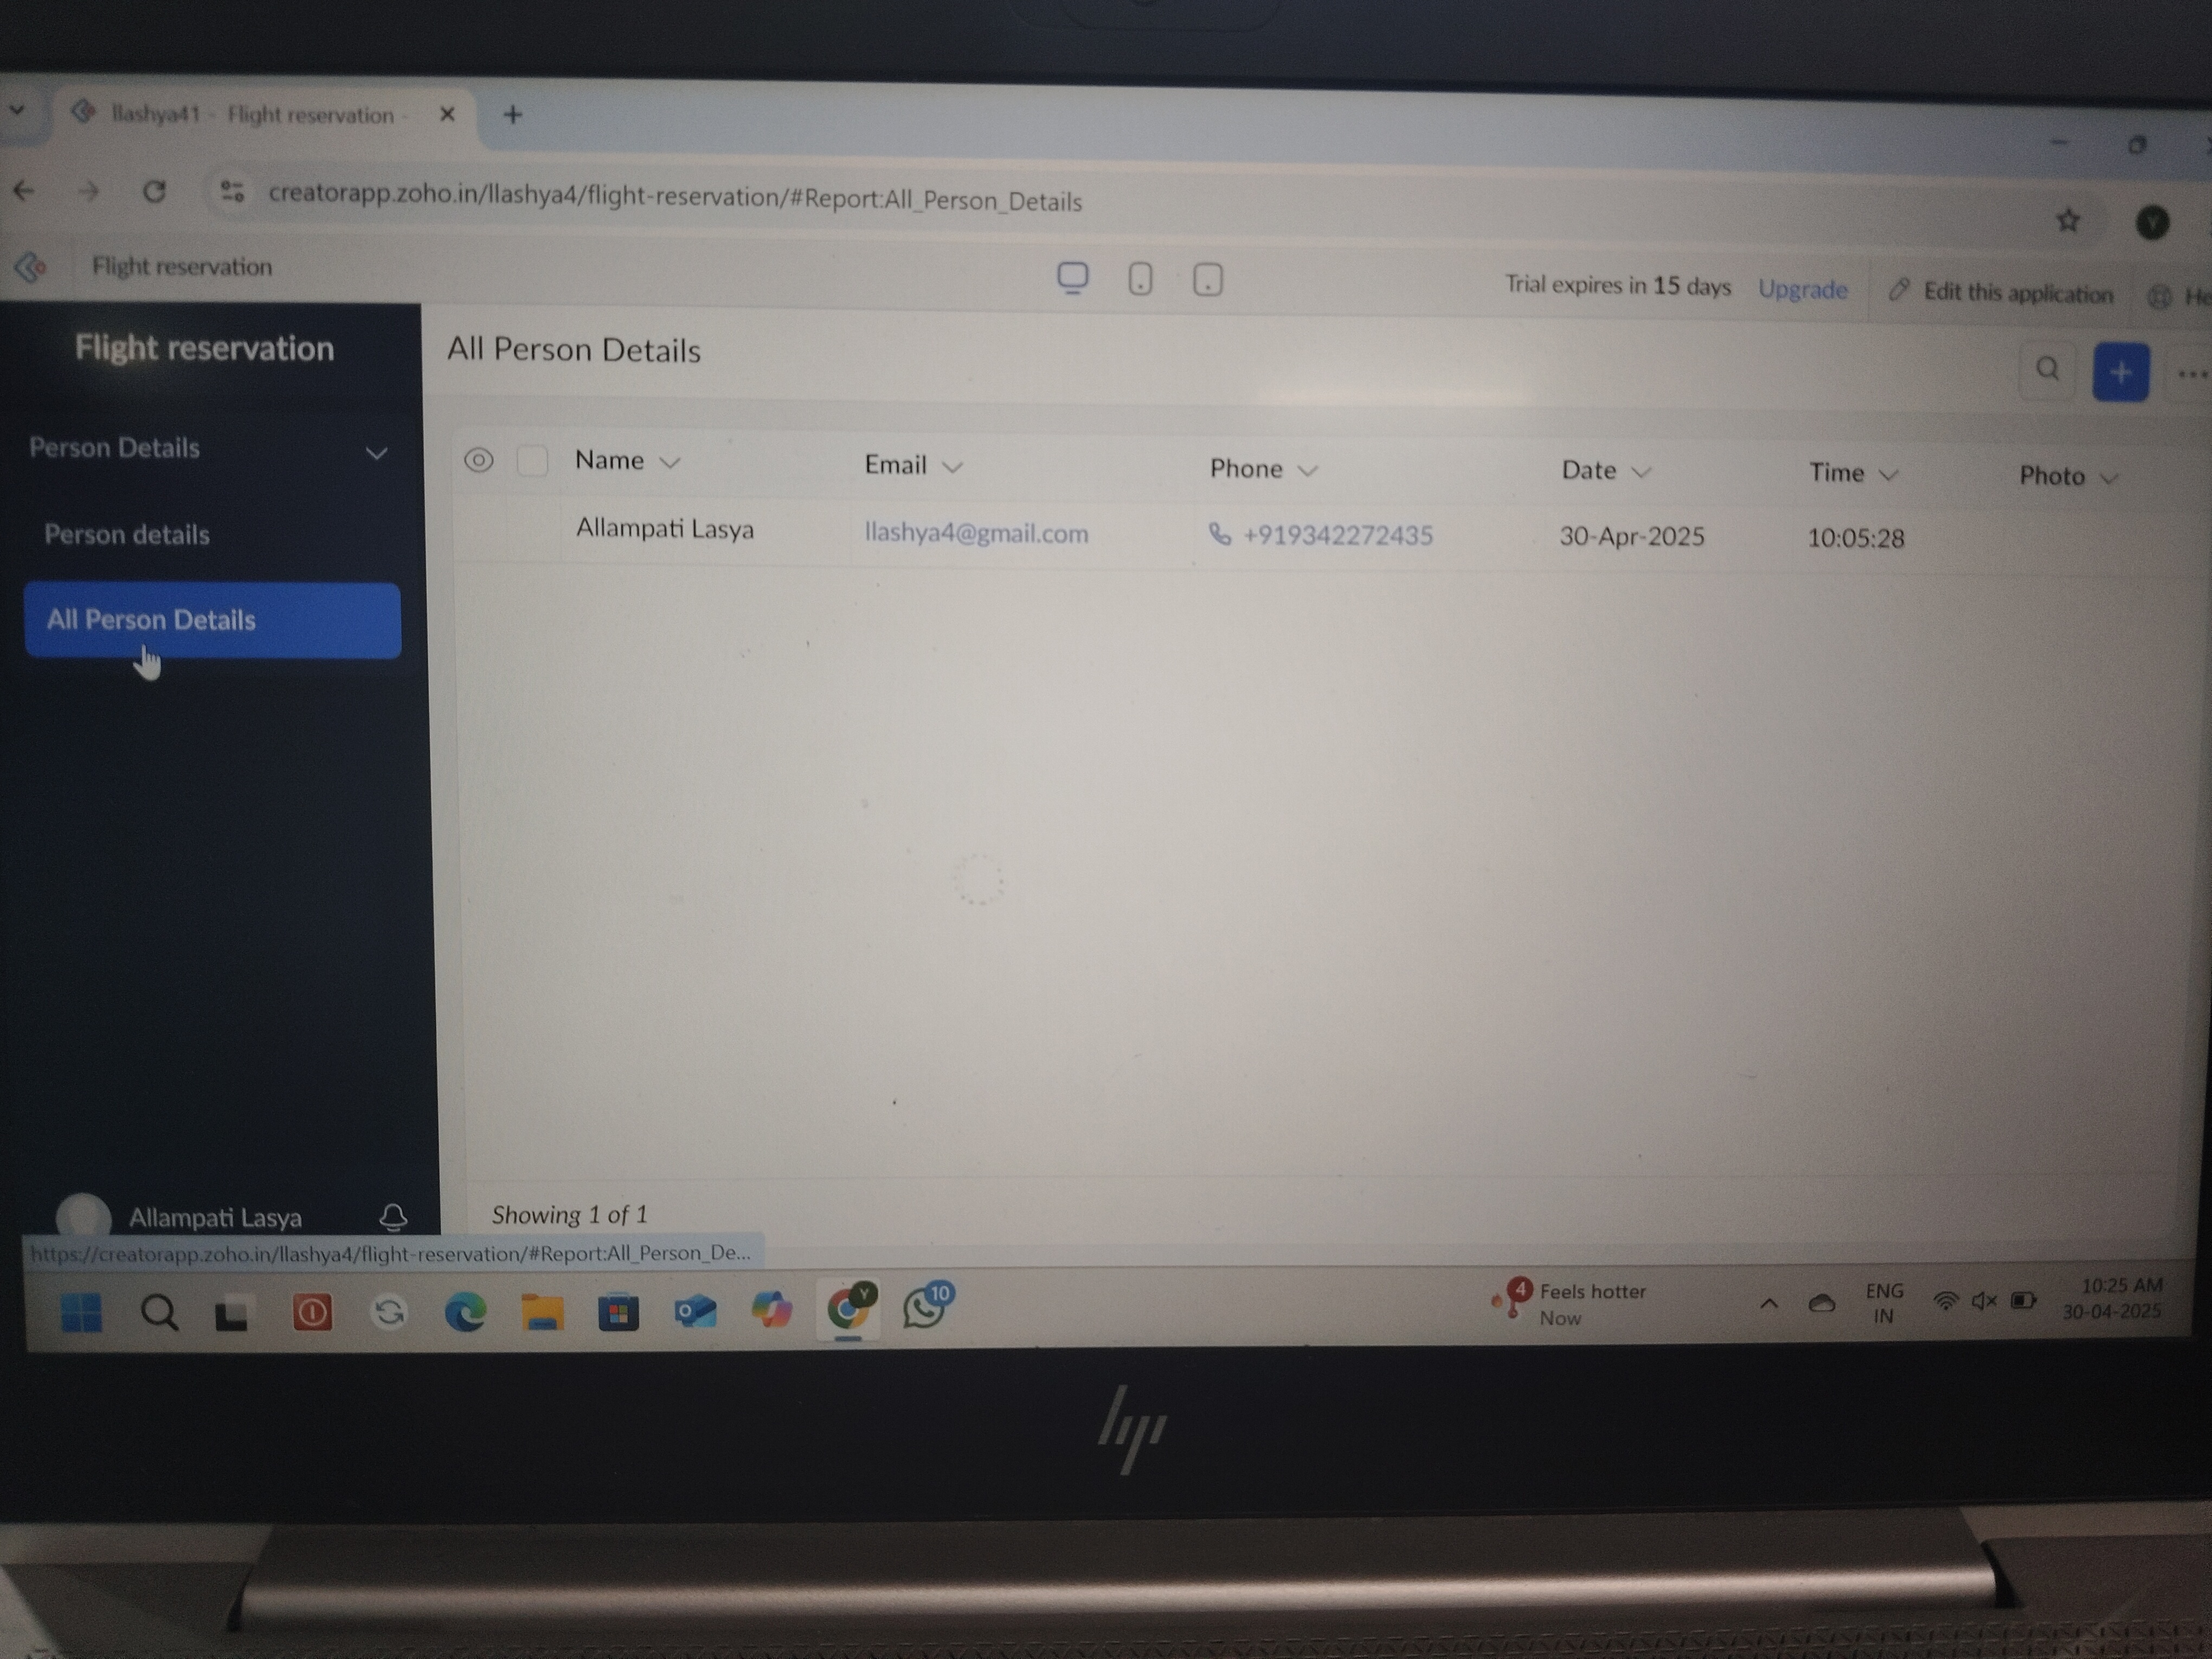 llashya41 - Flight reservation -
creatorapp.zoho.in/llashya4/flight-reservation/#Report:All_Person_Details
Y
Flight reservation
Trial expires in 15 days Upgrade Edit this application
Flight reservation
All Person Details
Person Details
Name Email Phone Date Time Photo
Allampati Lasya llashya4@gmail.com +919342272435 30-Apr-2025 10:05:28
Person details
All Person Details
Allampati Lasya
Showing 1 of 1
https://creatorapp.zoho.in/llashya4/flight-reservation/#Report:All_Person_De...
Y
10
4
Feels hotter
Now
ENG
IN
10:25 AM
30-04-2025
hp